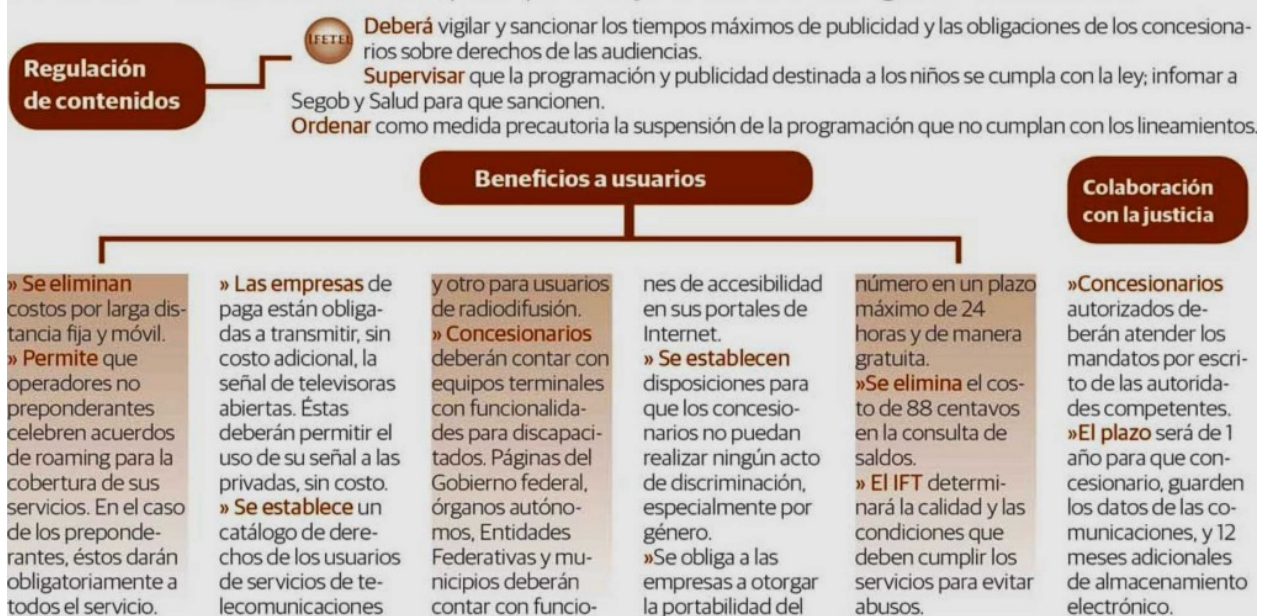 IFETEL
Deberá vigilar y sancionar los tiempos máximos de publicidad y las obligaciones de los concesiona-
rios sobre derechos de las audiencias.
Supervisar que la programación y publicidad destinada a los niños se cumpla con la ley; infomar a
Segob y Salud para que sancionen.
Ordenar como medida precautoria la suspensión de la programación que no cumplan con los lineamientos.
Regulación
de contenidos
Beneficios a usuarios
» Se eliminan
costos por larga dis-
tancia fija y móvil.
» Permite que
operadores no
preponderantes
celebren acuerdos
de roaming para la
cobertura de sus
servicios. En el caso
de los preponde-
rantes, éstos darán
obligatoriamente a
todos el servicio.
» Las empresas de
paga están obliga-
das a transmitir, sin
costo adicional, la
señal de televisoras
abiertas. Éstas
deberán permitir el
uso de su señal a las
privadas, sin costo.
» Se establece un
catálogo de dere-
chos de los usuarios
de servicios de te-
lecomunicaciones
y otro para usuarios
de radiodifusión.
» Concesionarios
deberán contar con
equipos terminales
con funcionalida-
des para discapaci-
tados. Páginas del
Gobierno federal,
órganos autóno-
mos, Entidades
Federativas y mu-
nicipios deberán
contar con funcio-
nes de accesibilidad
en sus portales de
Internet.
» Se establecen
disposiciones para
que los concesio-
narios no puedan
realizar ningún acto
de discriminación,
especialmente por
género.
»Se obliga a las
empresas a otorgar
la portabilidad del
número en un plazo
máximo de 24
horas y de manera
gratuita.
»Se elimina el cos-
to de 88 centavos
en la consulta de
saldos.
» El IFT determi-
nará la calidad y las
condiciones que
deben cumplir los
servicios para evitar
abusos.
Colaboración
con la justicia
»Concesionarios
autorizados de-
berán atender los
mandatos por escri-
to de las autorida-
des competentes.
»El plazo será de 1
año para que con-
cesionario, guarden
los datos de las co-
municaciones, y 12
meses adicionales
de almacenamiento
electrónico.